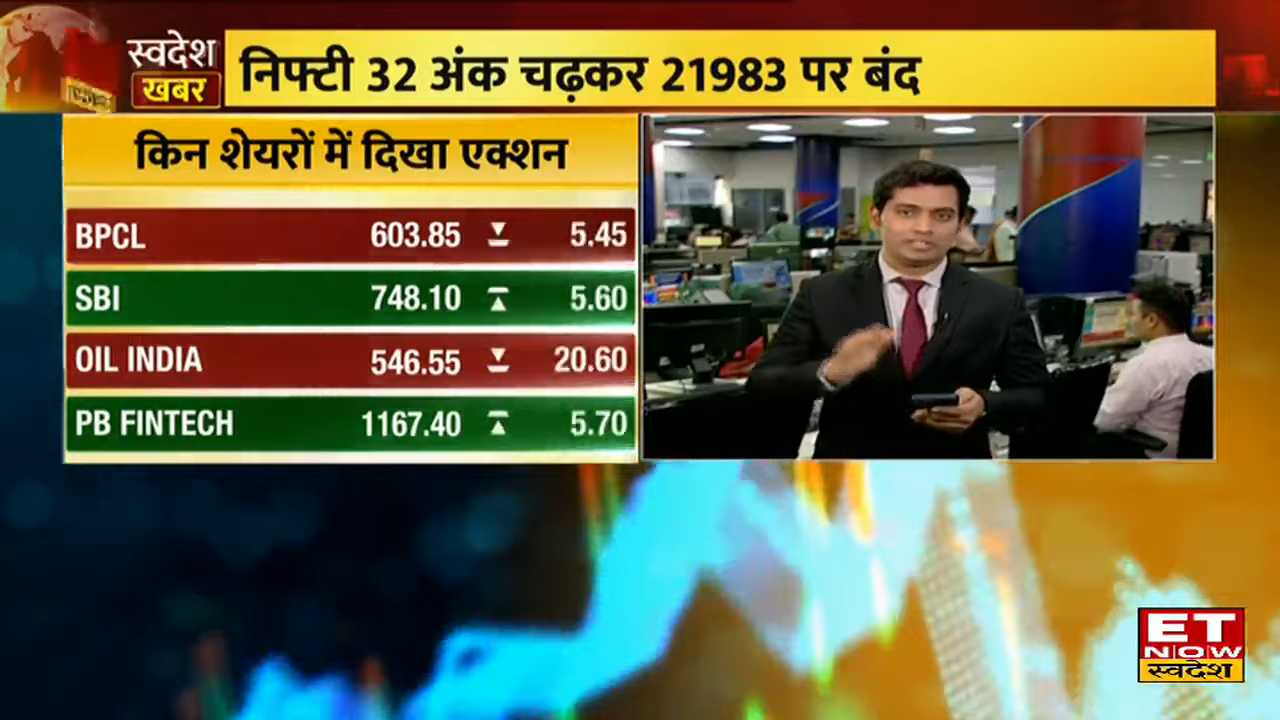 स्वदेश
खबर
निफ्टी 32 अंक चढ़कर 21983 पर बंद
किन शेयरों में दिखा एक्शन
BPCL 603.85 5.45
SBI 748.10 5.60
OIL INDIA 546.55 20.60
PB FINTECH 1167.40 5.70
ET
NOW
स्वदेश